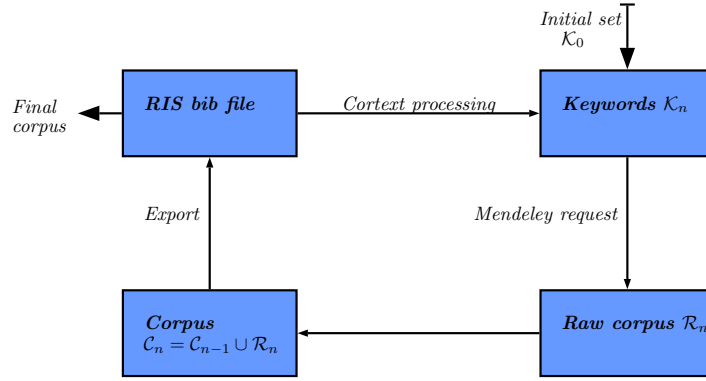 Initial set
𝒦₀
RIS bib file
Cortext processing
Keywords 𝒦ₙ
Final
corpus
Export
Mendeley request
Corpus
𝒞ₙ = 𝒞ₙ₋₁ ∪ ℛₙ
Raw corpus ℛₙ